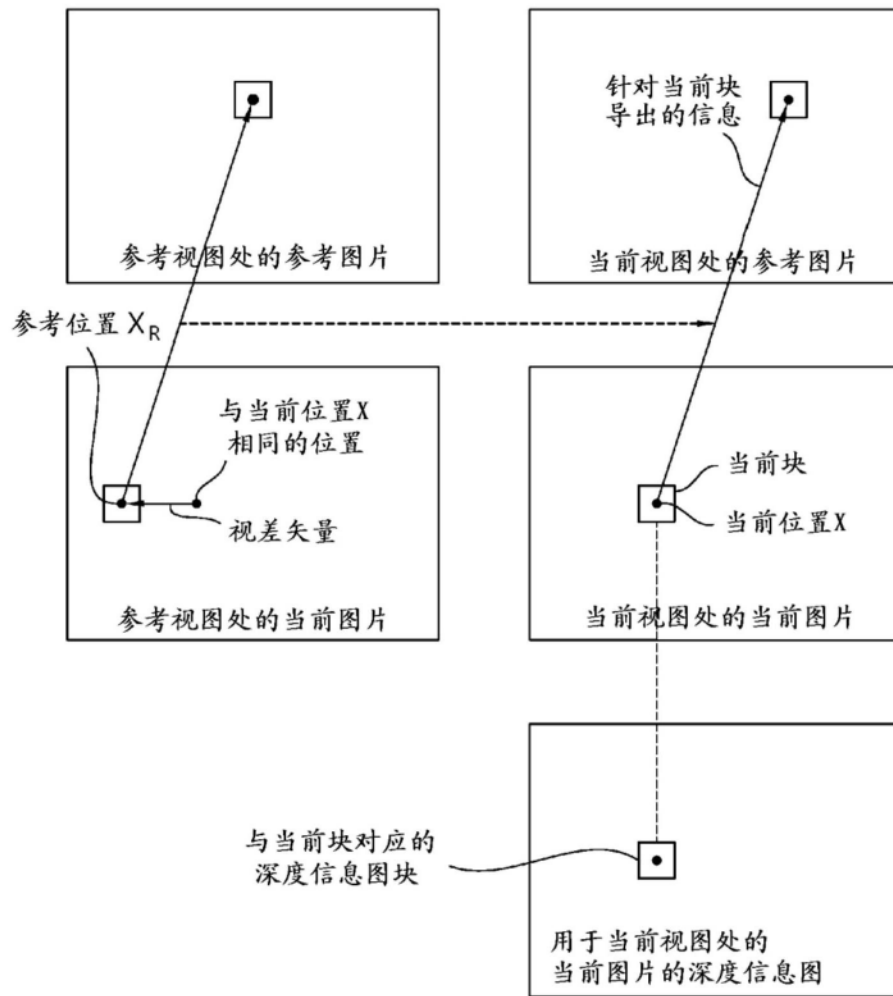 针对当前块
导出的信息
参考视图处的参考图片
当前视图处的参考图片
参考位置 XR
与当前位置X
相同的位置
视差矢量
当前块
当前位置X
参考视图处的当前图片
当前视图处的当前图片
与当前块对应的
深度信息图块
用于当前视图处的
当前图片的深度信息图